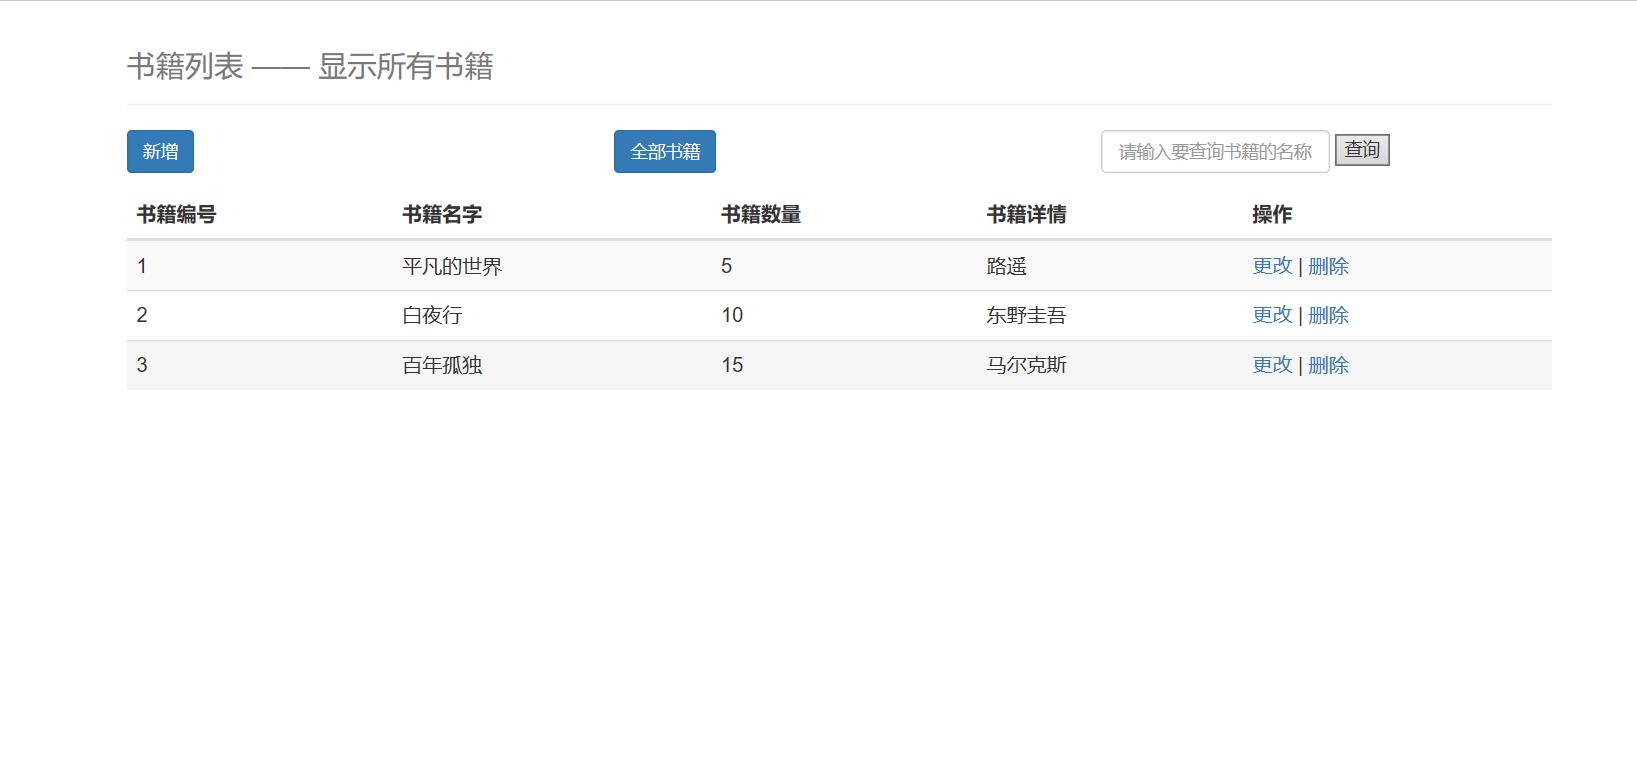 书籍列表 —— 显示所有书籍
新增 全部书籍 请输入要查询书籍的名称 查询
书籍编号 书籍名字 书籍数量 书籍详情 操作
1 平凡的世界 5 路遥 更改 | 删除
2 白夜行 10 东野圭吾 更改 | 删除
3 百年孤独 15 马尔克斯 更改 | 删除